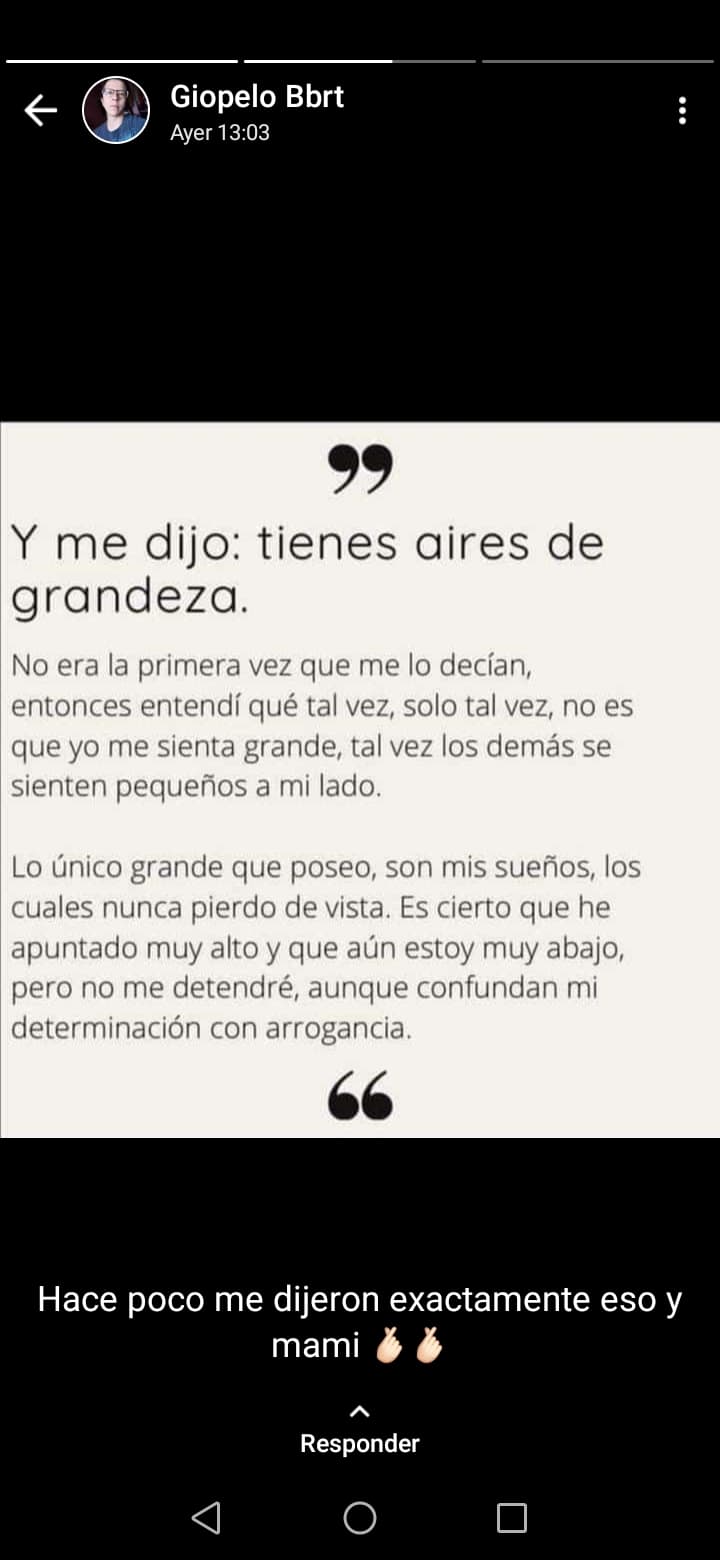 Giopelo Bbrt
Ayer 13:03
”
Y me dijo: tienes aires de
grandeza.
No era la primera vez que me lo decían,
entonces entendí qué tal vez, solo tal vez, no es
que yo me sienta grande, tal vez los demás se
sienten pequeños a mi lado.
Lo único grande que poseo, son mis sueños, los
cuales nunca pierdo de vista. Es cierto que he
apuntado muy alto y que aún estoy muy abajo,
pero no me detendré, aunque confundan mi
determinación con arrogancia.
“
Hace poco me dijeron exactamente eso y
mami 🫰🏻🫰🏻
Responder